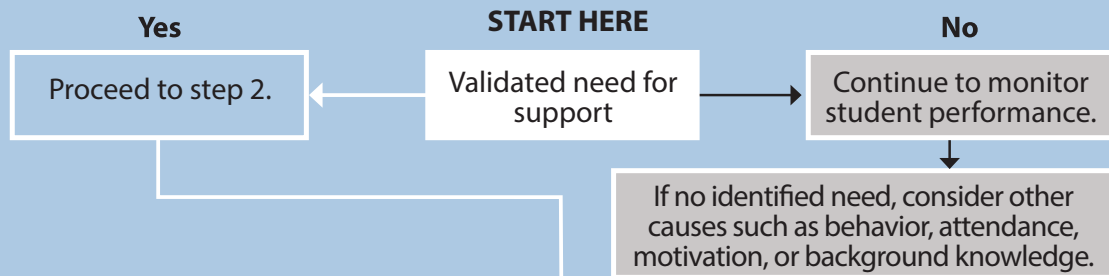 START HERE
Yes
No
Proceed to step 2.
Validated need for
support
Continue to monitor
student performance.
If no identified need, consider other
causes such as behavior, attendance,
motivation, or background knowledge.